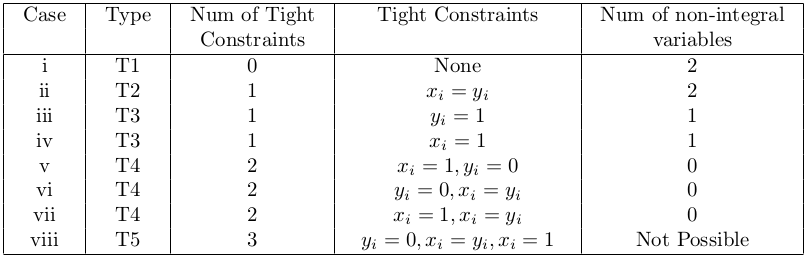 Case Type Num of Tight Constraints Tight Constraints Num of non-integral variables
i T1 0 None 2
ii T2 1 x_i = y_i 2
iii T3 1 y_i = 1 1
iv T3 1 x_i = 1 1
v T4 2 x_i = 1, y_i = 0 0
vi T4 2 y_i = 0, x_i = y_i 0
vii T4 2 x_i = 1, x_i = y_i 0
viii T5 3 y_i = 0, x_i = y_i, x_i = 1 Not Possible